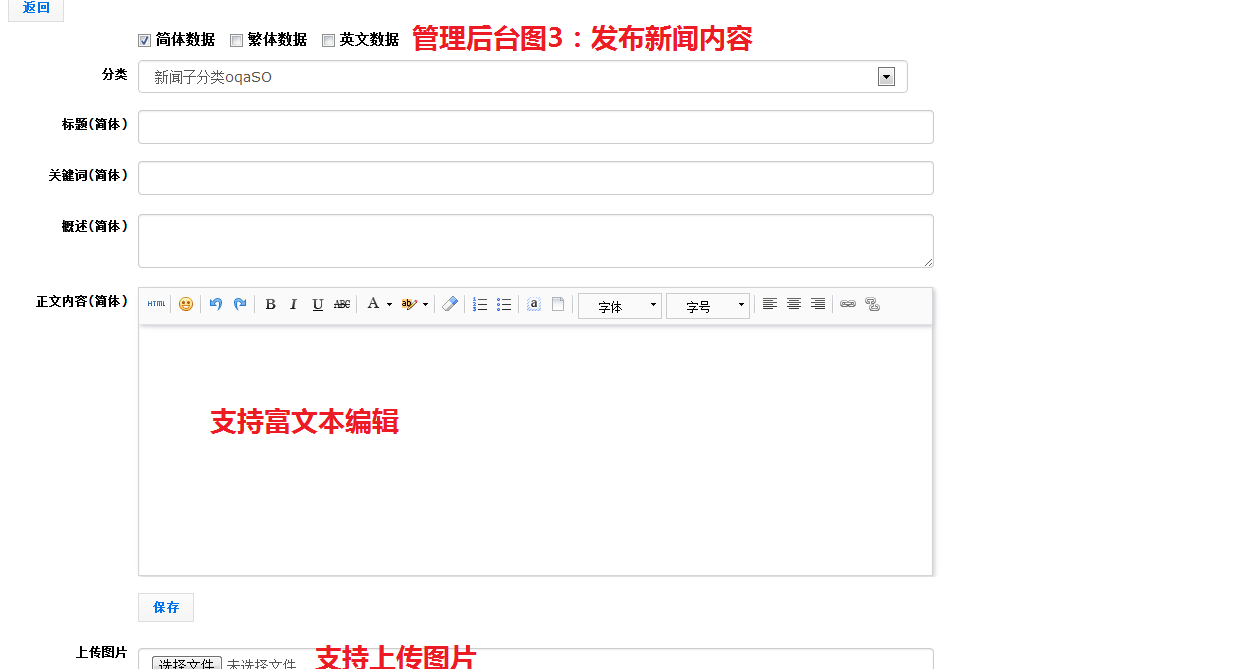 返回
简体数据 繁体数据 英文数据 管理后台图3：发布新闻内容
分类 新闻子分类oqaSO
标题(简体)
关键词(简体)
概述(简体)
正文内容(简体) HTML B I U ABC A ab a 字体 字号
支持富文本编辑
保存
上传图片 选择文件 未选择文件 支持上传图片